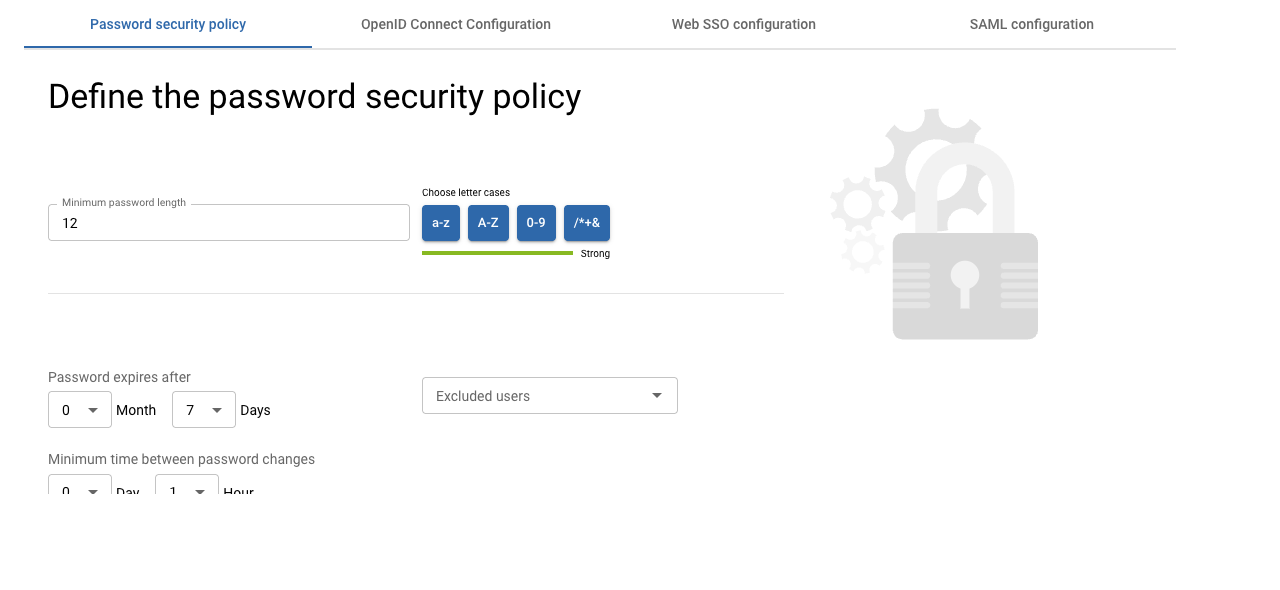 Password security policy
OpenID Connect Configuration
Web SSO configuration
SAML configuration
Define the password security policy
Minimum password length
12
Choose letter cases
a-z
A-Z
0-9
/*+&
Strong
Password expires after
0 Month 7 Days
Excluded users
Minimum time between password changes
0 Day 1 Hour